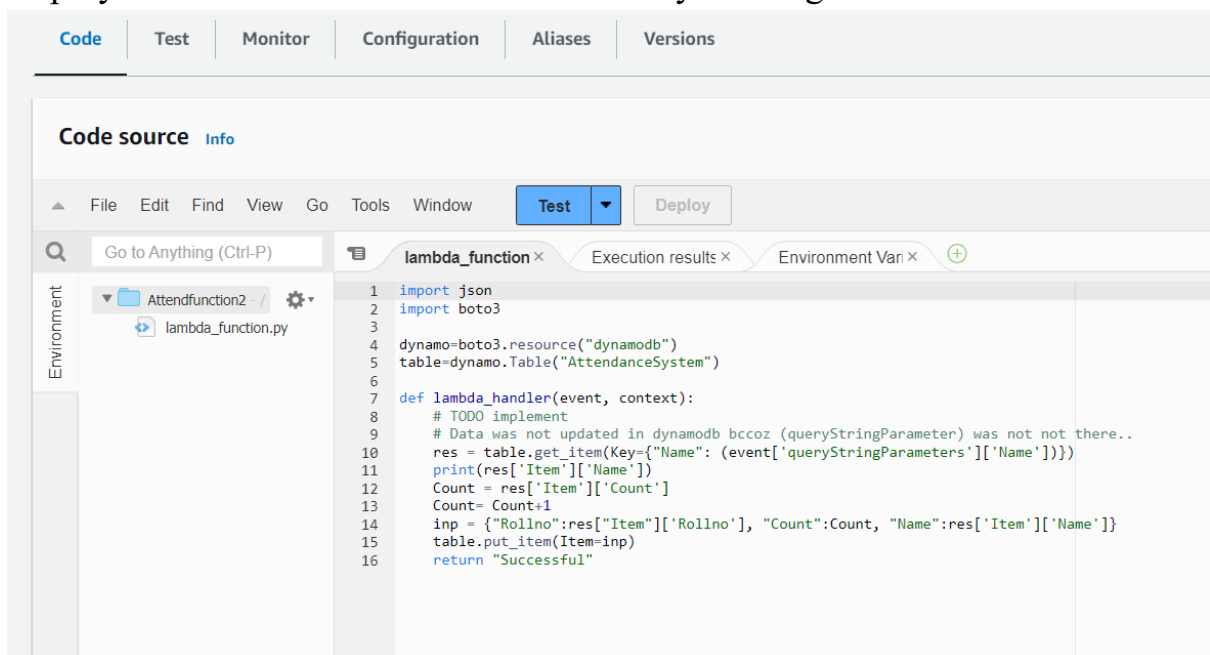 Code Test Monitor Configuration Aliases Versions
Code source Info
File Edit Find View Go Tools Window Test Deploy
Go to Anything (Ctrl-P)
lambda_function × Execution results × Environment Vari ×
Environment
Attendfunction2 - /
lambda_function.py
1 import json
2 import boto3
3
4 dynamo=boto3.resource("dynamodb")
5 table=dynamo.Table("AttendanceSystem")
6
7 def lambda_handler(event, context):
8     # TODO implement
9     # Data was not updated in dynamodb bccoz (queryStringParameter) was not not there..
10     res = table.get_item(Key={"Name": (event['queryStringParameters']['Name'])})
11     print(res['Item']['Name'])
12     Count = res['Item']['Count']
13     Count= Count+1
14     inp = {"Rollno":res["Item"]['Rollno'], "Count":Count, "Name":res['Item']['Name']}
15     table.put_item(Item=inp)
16     return "Successful"